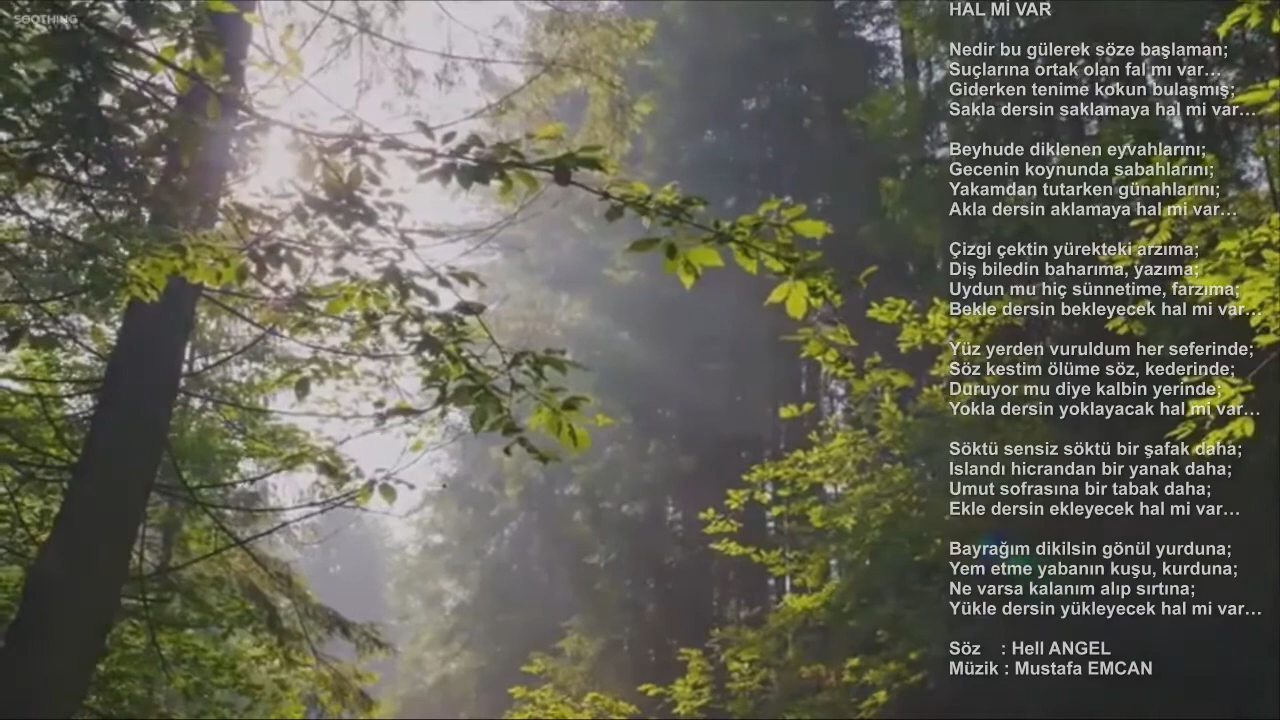 SOOTHING
HAL Mİ VAR
Nedir bu gülerek söze başlaman;
Suçlarına ortak olan fal mı var...
Giderken tenime kokun bulaşmış;
Sakla dersin saklamaya hal mi var...
Beyhude diklenen eyvahlarını;
Gecenin koynunda sabahlarını;
Yakamdan tutarken günahlarını;
Akla dersin aklamaya hal mi var...
Çizgi çektin yürekteki arzıma;
Diş biledin baharıma, yazıma;
Uydun mu hiç sünnetime, farzıma;
Bekle dersin bekleyecek hal mi var...
Yüz yerden vuruldum her seferinde;
Söz kestim ölüme söz, kederinde;
Duruyor mu diye kalbin yerinde;
Yokla dersin yoklayacak hal mi var...
Söktü sensiz söktü bir şafak daha;
Islandı hicrandan bir yanak daha;
Umut sofrasına bir tabak daha;
Ekle dersin ekleyecek hal mi var...
Bayrağım dikilsin gönül yurduna;
Yem etme yabanın kuşu, kurduna;
Ne varsa kalanım alıp sırtına;
Yükle dersin yükleyecek hal mi var...
Söz : Hell ANGEL
Müzik : Mustafa EMCAN